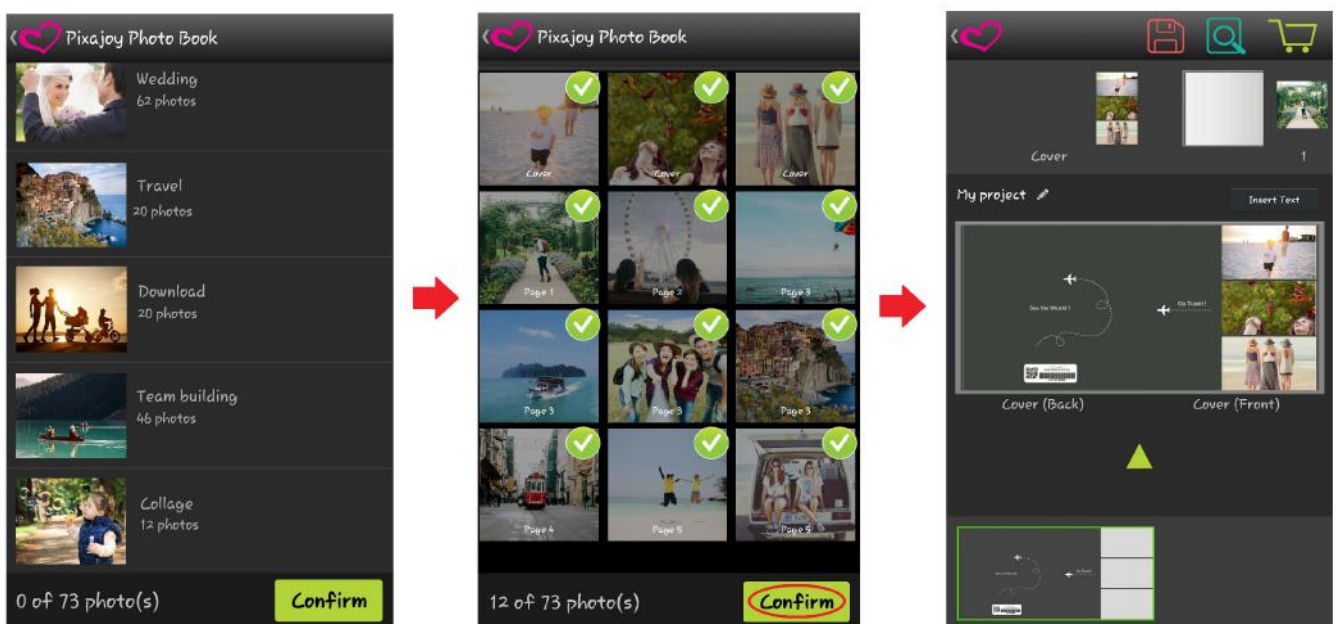 Pixajoy Photo Book
Wedding
62 photos
Travel
20 photos
Download
20 photos
Team building
46 photos
Collage
12 photos
0 of 73 photo(s)
Confirm
Pixajoy Photo Book
Cover
Cover
Cover
Page 1
Page 2
Page 3
Page 3
Page 3
Page 3
Page 4
Page 5
Page 5
12 of 73 photo(s)
Confirm
Cover
1
My project
Insert Text
See the World !
Go Travel !
Cover (Back)
Cover (Front)